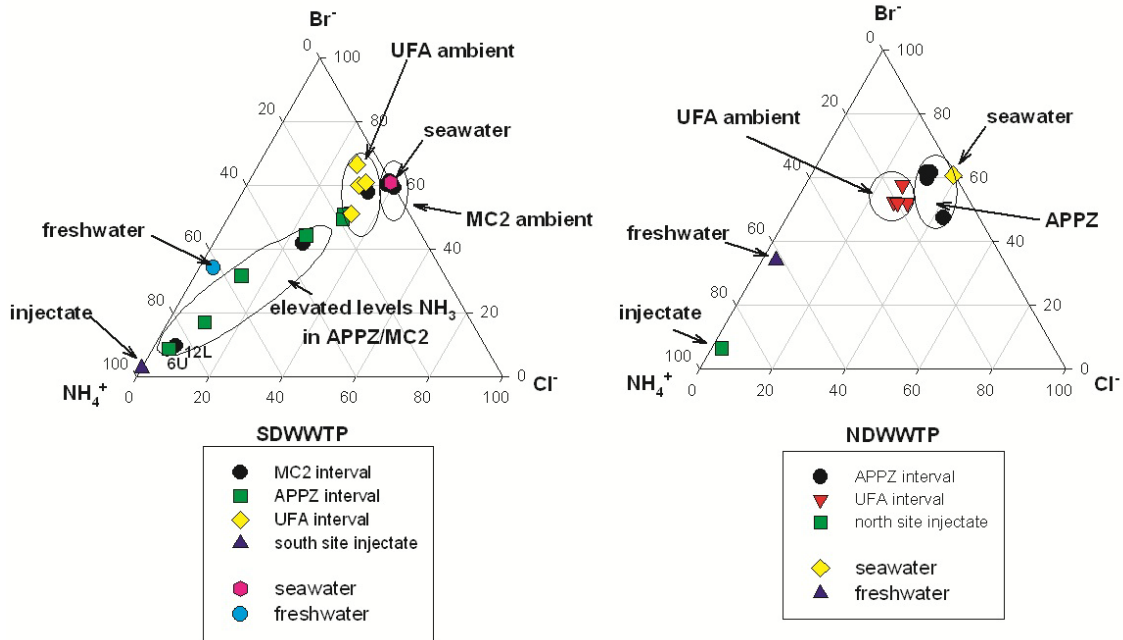 Br⁻
0
100
UFA ambient
20
80
seawater
40
60
MC2 ambient
freshwater
60
40
injectate
80
elevated levels NH₃
in APPZ/MC2
20
12L
6U
100
0
NH₄⁺
Cl⁻
0 20 40 60 80 100
SDWWTP
MC2 interval
APPZ interval
UFA interval
south site injectate
seawater
freshwater
Br⁻
0
100
20
80
UFA ambient
seawater
40
60
APPZ
freshwater
60
40
injectate
80
20
100
0
NH₄⁺
Cl⁻
0 20 40 60 80 100
NDWWTP
APPZ interval
UFA interval
north site injectate
seawater
freshwater